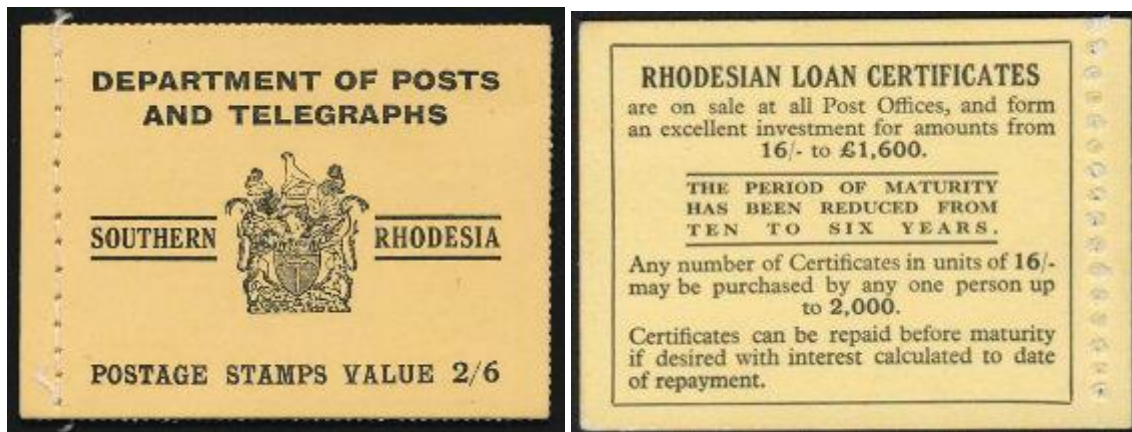 DEPARTMENT OF POSTS
AND TELEGRAPHS
SOUTHERN RHODESIA
POSTAGE STAMPS VALUE 2/6
RHODESIAN LOAN CERTIFICATES
are on sale at all Post Offices, and form
an excellent investment for amounts from
16/- to £1,600.
THE PERIOD OF MATURITY
HAS BEEN REDUCED FROM
TEN TO SIX YEARS.
Any number of Certificates in units of 16/-
may be purchased by any one person up
to 2,000.
Certificates can be repaid before maturity
if desired with interest calculated to date
of repayment.